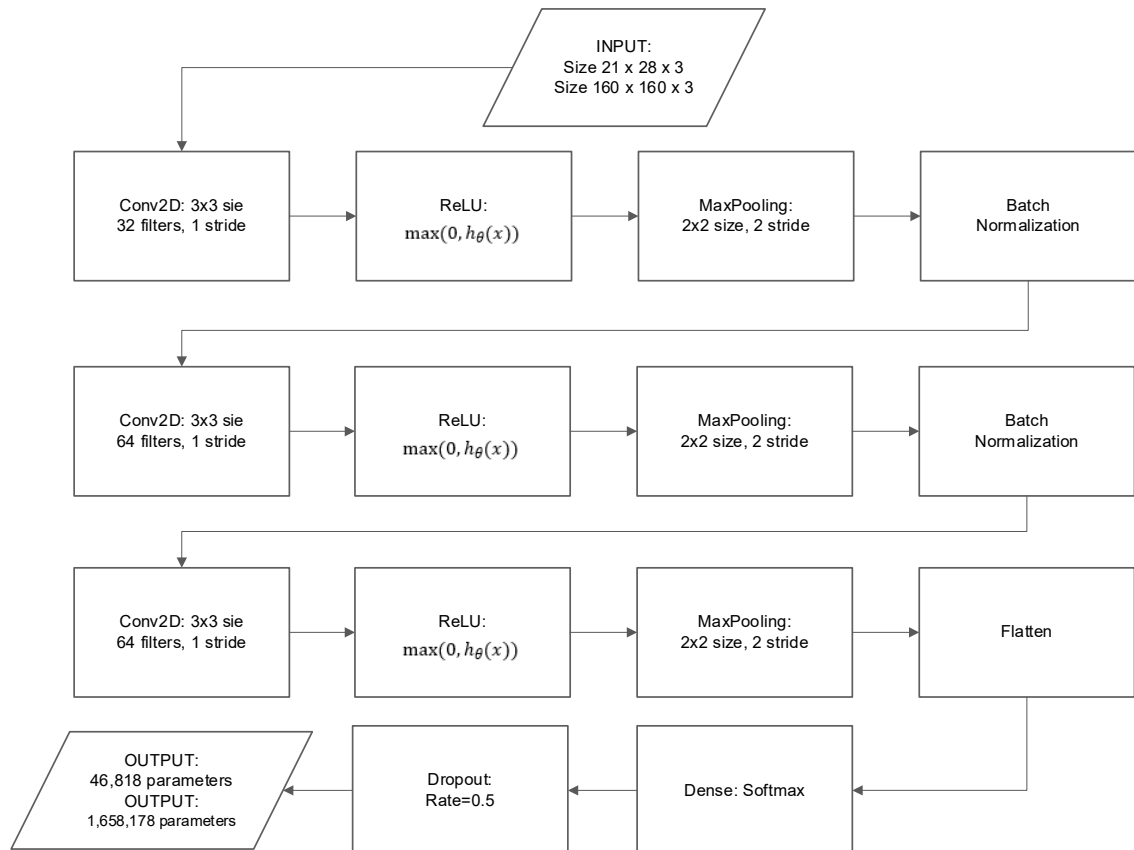 INPUT:
Size 21 x 28 x 3
Size 160 x 160 x 3
Conv2D: 3x3 sie
32 filters, 1 stride
ReLU:
max(0, hθ(x))
MaxPooling:
2x2 size, 2 stride
Batch
Normalization
Conv2D: 3x3 sie
64 filters, 1 stride
ReLU:
max(0, hθ(x))
MaxPooling:
2x2 size, 2 stride
Batch
Normalization
Conv2D: 3x3 sie
64 filters, 1 stride
ReLU:
max(0, hθ(x))
MaxPooling:
2x2 size, 2 stride
Flatten
Dense: Softmax
Dropout:
Rate=0.5
OUTPUT:
46,818 parameters
OUTPUT:
1,658,178 parameters